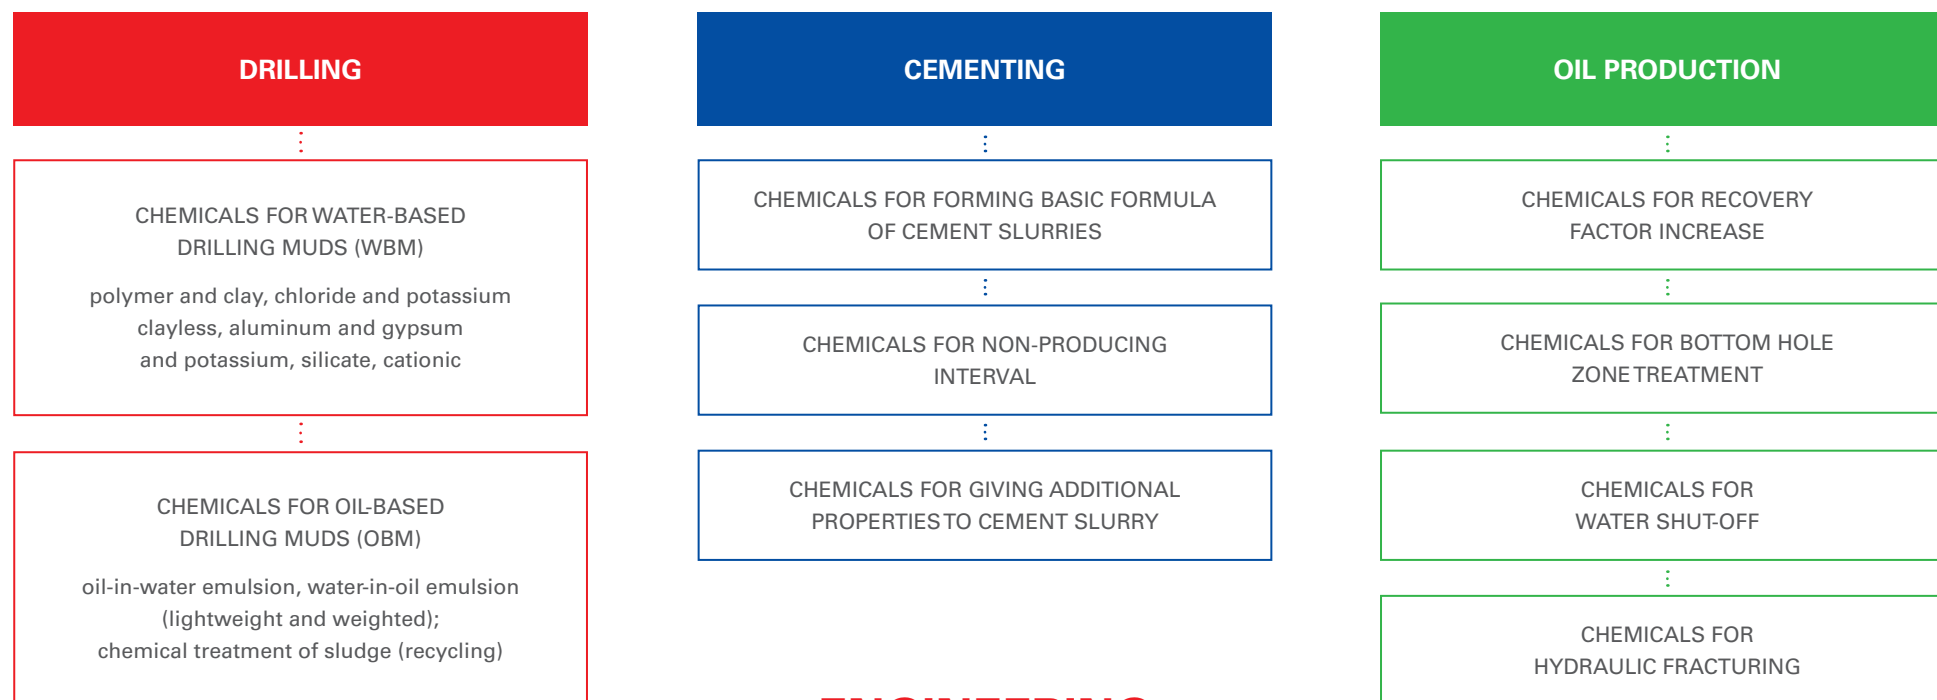 DRILLING
CHEMICALS FOR WATER-BASED
DRILLING MUDS (WBM)
polymer and clay, chloride and potassium
clayless, aluminum and gypsum
and potassium, silicate, cationic
CHEMICALS FOR OIL-BASED
DRILLING MUDS (OBM)
oil-in-water emulsion, water-in-oil emulsion
(lightweight and weighted);
chemical treatment of sludge (recycling)
CEMENTING
CHEMICALS FOR FORMING BASIC FORMULA
OF CEMENT SLURRIES
CHEMICALS FOR NON-PRODUCING
INTERVAL
CHEMICALS FOR GIVING ADDITIONAL
PROPERTIES TO CEMENT SLURRY
ENGINEERING
OIL PRODUCTION
CHEMICALS FOR RECOVERY
FACTOR INCREASE
CHEMICALS FOR BOTTOM HOLE
ZONE TREATMENT
CHEMICALS FOR
WATER SHUT-OFF
CHEMICALS FOR
HYDRAULIC FRACTURING